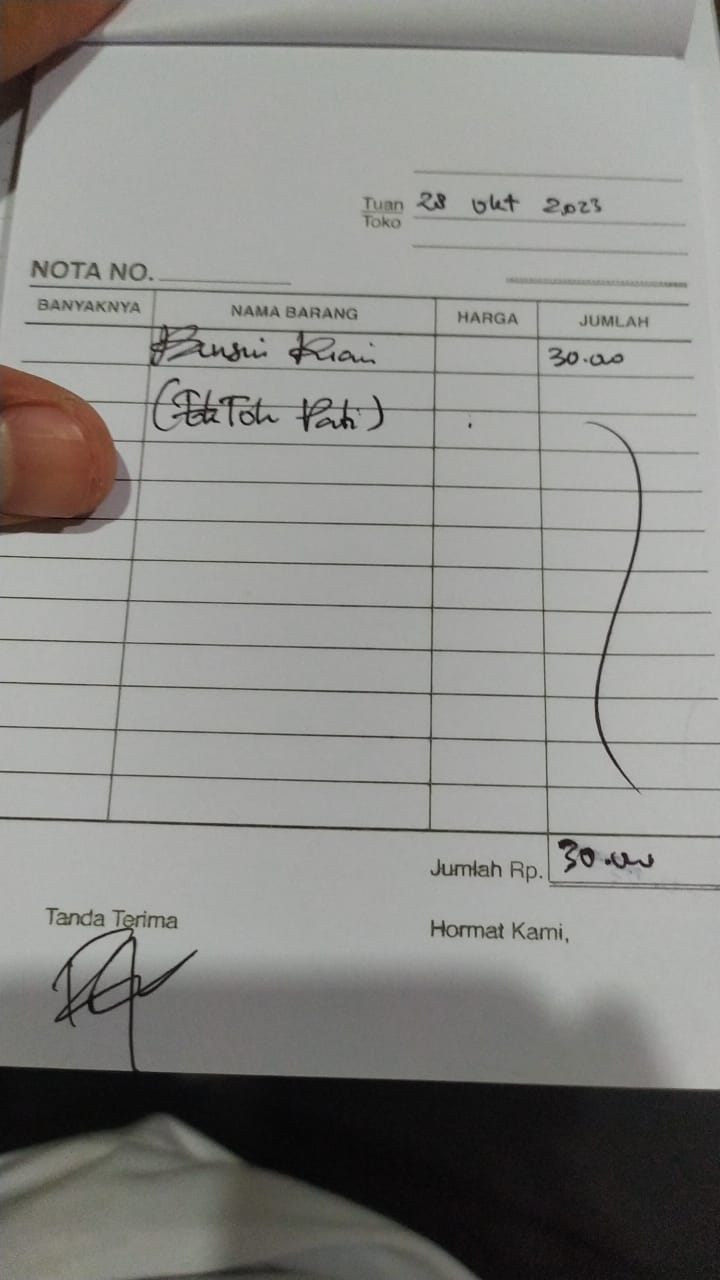 Tuan 28 Okt 2023
Toko
NOTA NO.
BANYAKNYA NAMA BARANG HARGA JUMLAH
Bensin 30.000
Jumlah Rp. 30.000
Tanda Terima Hormat Kami,